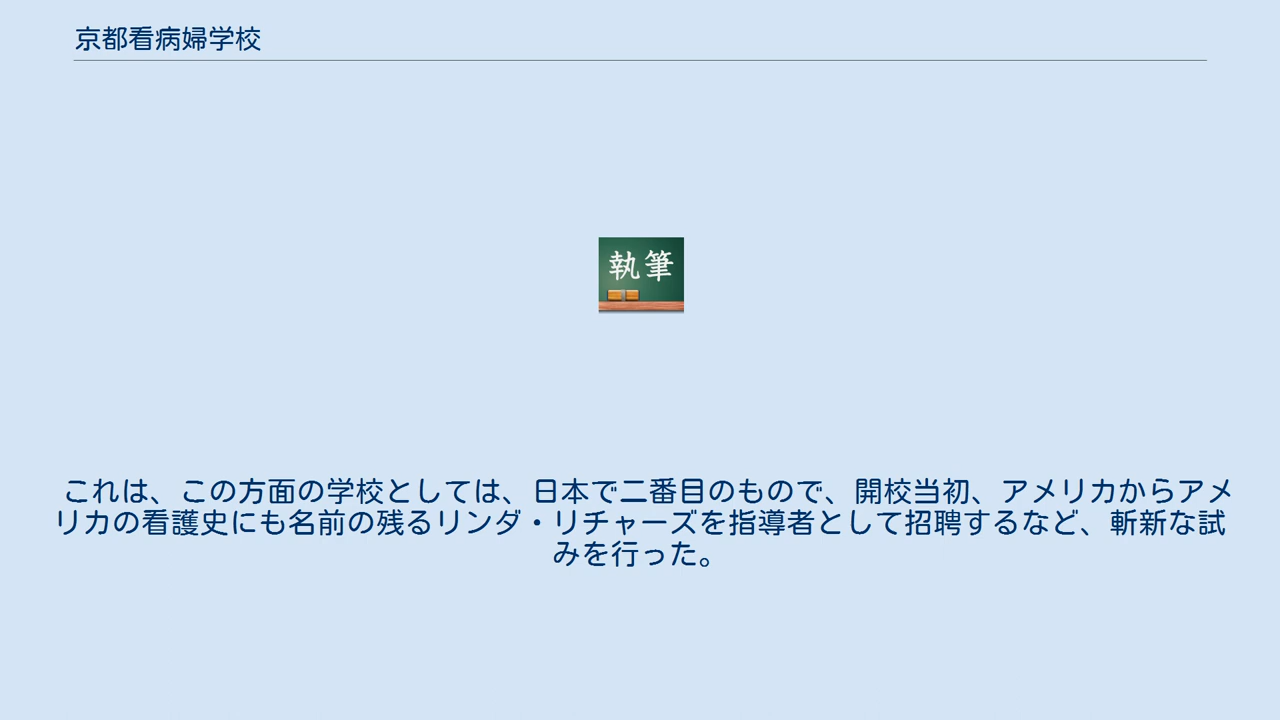 京都看病婦学校
執筆
これは、この方面の学校としては、日本で二番目のもので、開校当初、アメリカからアメ
リカの看護史にも名前の残るリンダ・リチャーズを指導者として招聘するなど、斬新な試
みを行った。